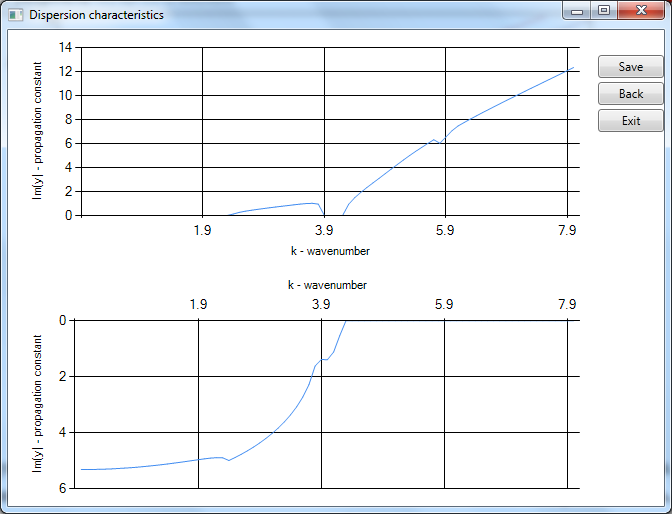 Dispersion characteristics
14
12
10
8
6
4
2
0
Im|y| - propagation constant
1.9 3.9 5.9 7.9
k - wavenumber
Save
Back
Exit
k - wavenumber
1.9 3.9 5.9 7.9
0
2
4
6
Im|y| - propagation constant